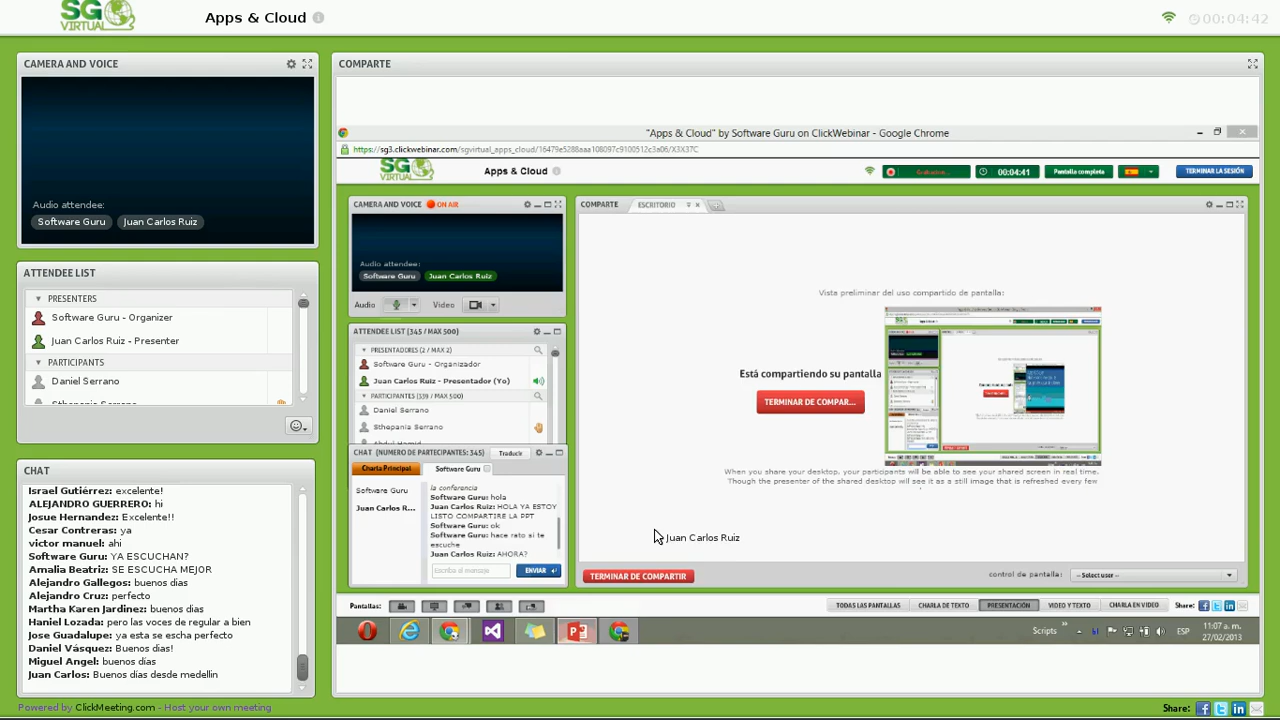 SG
VIRTUAL
Apps & Cloud
00:04:42
CAMERA AND VOICE
Audio attendee:
Software Guru
Juan Carlos Ruiz
ATTENDEE LIST
PRESENTERS
Software Guru - Organizer
Juan Carlos Ruiz - Presenter
PARTICIPANTS
Daniel Serrano
Sthepania Serrano
CHAT
Israel Gutiérrez: excelente!
ALEJANDRO GUERRERO: hi
Josue Hernandez: Excelente!!
Cesar Contreras: ya
victor manuel: ahi
Software Guru: YA ESCUCHAN?
Amalia Beatriz: SE ESCUCHA MEJOR
Alejandro Gallegos: buenos dias
Alejandro Cruz: perfecto
Martha Karen Jardinez: buenos dias
Haniel Lozada: pero las voces de regular a bien
Jose Guadalupe: ya esta se escha perfecto
Daniel Vásquez: Buenos días!
Miguel Angel: buenos días
Juan Carlos: Buenos días desde medellin
Powered by ClickMeeting.com - Host your own meeting
COMPARTE
"Apps & Cloud" by Software Guru on ClickWebinar - Google Chrome
SG
VIRTUAL
Apps & Cloud
00:04:41
Pantalla completa
TERMINAR LA SESIÓN
CAMERA AND VOICE ON AIR
Audio attendee:
Software Guru
Juan Carlos Ruiz
Audio
Video
ATTENDEE LIST (345 / MAX 500)
PRESENTADORES (2 / MAX 2)
Software Guru - Organizador
Juan Carlos Ruiz - Presentador (Yo)
PARTICIPANTES (339 / MAX 500)
Daniel Serrano
Sthepania Serrano
CHAT (NÚMERO DE PARTECIPANTES: 345)
Traducir
Charla Principal
Software Guru
Software Guru
Juan Carlos R...
la conferencia
Software Guru: hola
Juan Carlos Ruiz: HOLA YA ESTOY
LISTO COMPARTIRE LA PPT
Software Guru: ok
Software Guru: hace rato si te
escuche
Juan Carlos Ruiz: AHORA?
Escriba el mensaje
ENVIAR
COMPARTE
ESCRITORIO
Vista preliminar del uso compartido de pantalla:
Está compartiendo su pantalla
TERMINAR DE COMPAR...
When you share your desktop, your participants will be able to see your shared screen in real time.
Though the presenter of the shared desktop will see it as a still image that is refreshed every few
Juan Carlos Ruiz
TERMINAR DE COMPARTIR
control de pantalla:
-- Select user --
Pantallas:
TODAS LAS PANTALLAS
CHARLA DE TEXTO
PRESENTACIÓN
VIDEO Y TEXTO
CHARLA EN VIDEO
Share:
Scripts
ESP
11:07 a.m.
27/02/2013
Share: